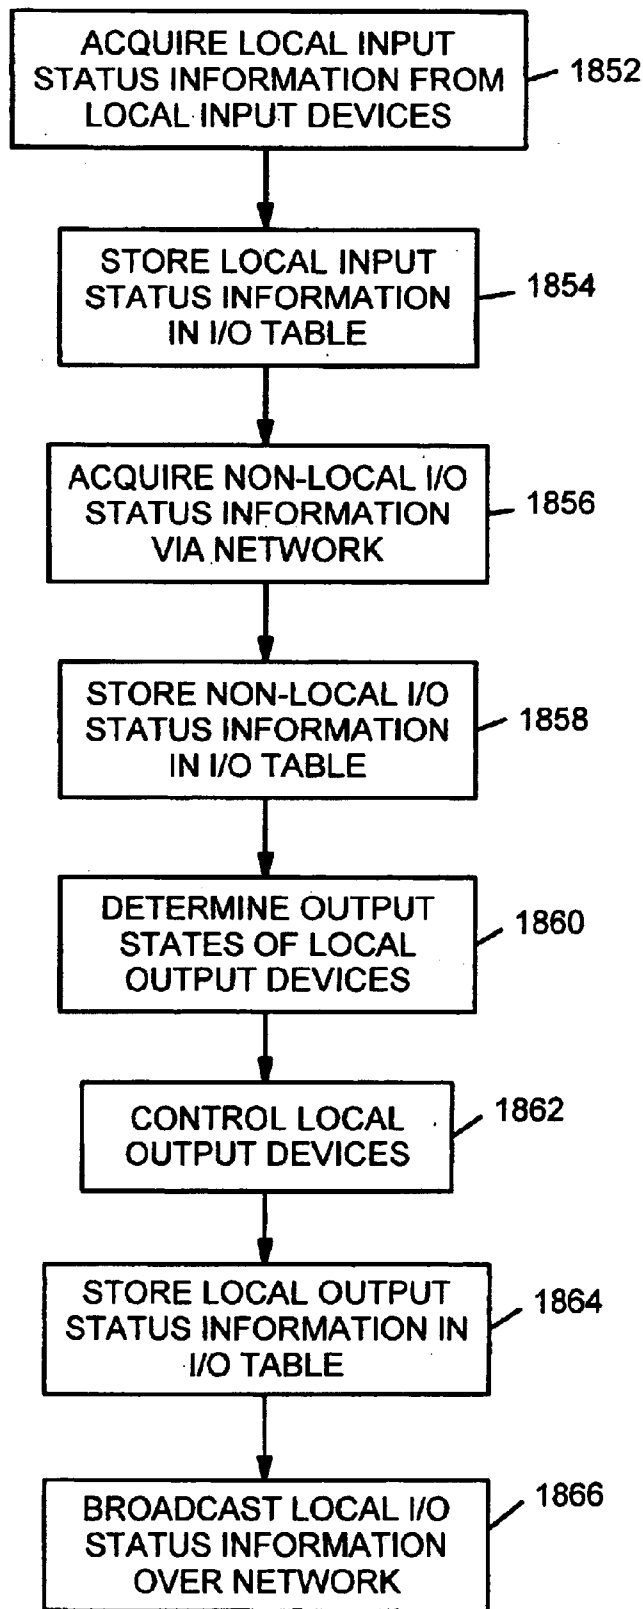 ACQUIRE LOCAL INPUT
STATUS INFORMATION FROM
LOCAL INPUT DEVICES
1852
STORE LOCAL INPUT
STATUS INFORMATION
IN I/O TABLE
1854
ACQUIRE NON-LOCAL I/O
STATUS INFORMATION
VIA NETWORK
1856
STORE NON-LOCAL I/O
STATUS INFORMATION
IN I/O TABLE
1858
DETERMINE OUTPUT
STATES OF LOCAL
OUTPUT DEVICES
1860
CONTROL LOCAL
OUTPUT DEVICES
1862
STORE LOCAL OUTPUT
STATUS INFORMATION IN
I/O TABLE
1864
BROADCAST LOCAL I/O
STATUS INFORMATION
OVER NETWORK
1866